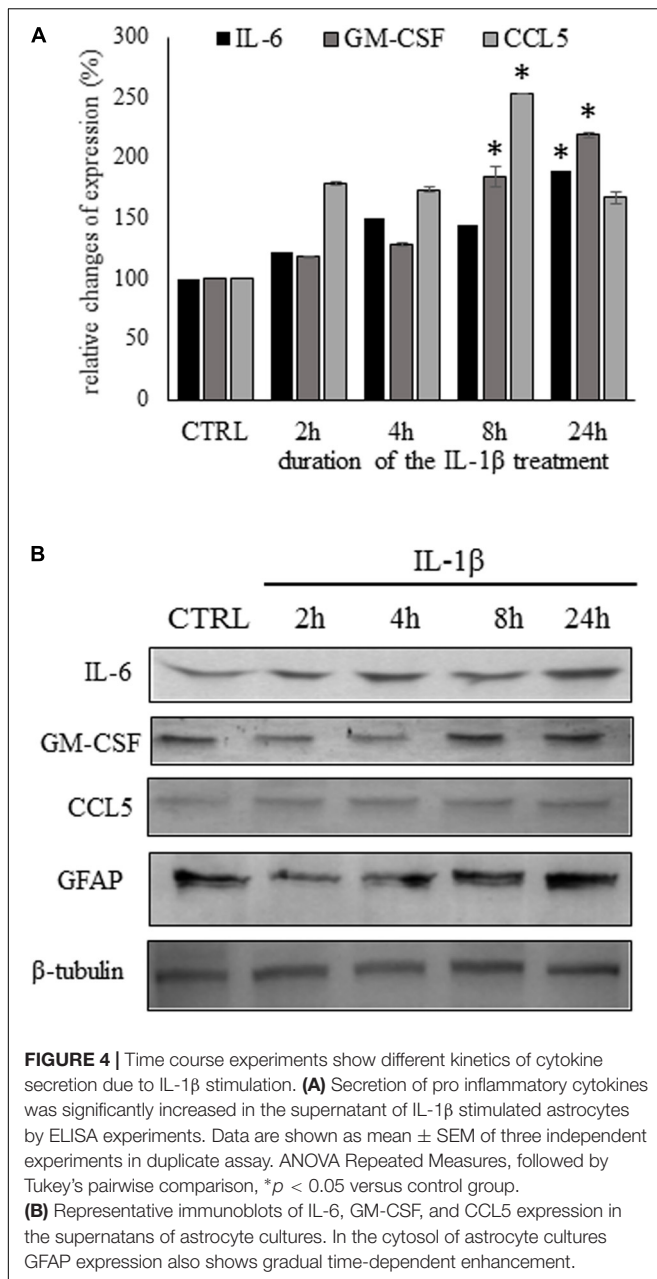 A
300
250
200
150
100
50
0
relative changes of expression (%)
IL-6 GM-CSF CCL5
*
*
*
*
CTRL 2h 4h 8h 24h
duration of the IL-1β treatment
B
IL-1β
CTRL 2h 4h 8h 24h
IL-6
GM-CSF
CCL5
GFAP
β-tubulin
FIGURE 4 | Time course experiments show different kinetics of cytokine
secretion due to IL-1β stimulation. (A) Secretion of pro inflammatory cytokines
was significantly increased in the supernatant of IL-1β stimulated astrocytes
by ELISA experiments. Data are shown as mean ± SEM of three independent
experiments in duplicate assay. ANOVA Repeated Measures, followed by
Tukey's pairwise comparison, *p < 0.05 versus control group.
(B) Representative immunoblots of IL-6, GM-CSF, and CCL5 expression in
the supernatans of astrocyte cultures. In the cytosol of astrocyte cultures
GFAP expression also shows gradual time-dependent enhancement.